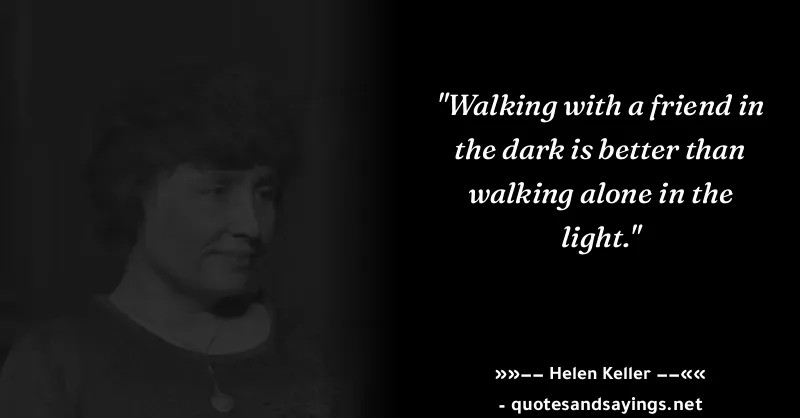 "Walking with a friend in
the dark is better than
walking alone in the
light."
»»−− Helen Keller −−««
- quotesandsayings.net